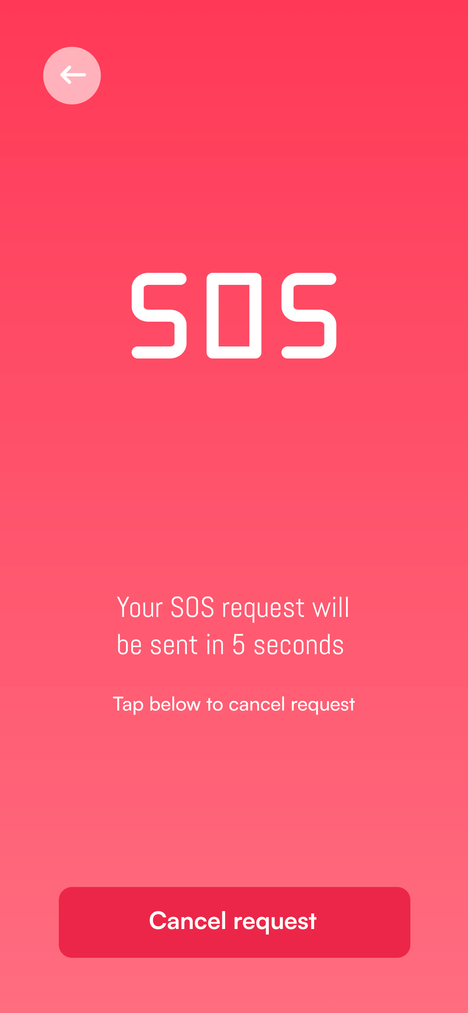 SOS
Your SOS request will
be sent in 5 seconds
Tap below to cancel request
Cancel request